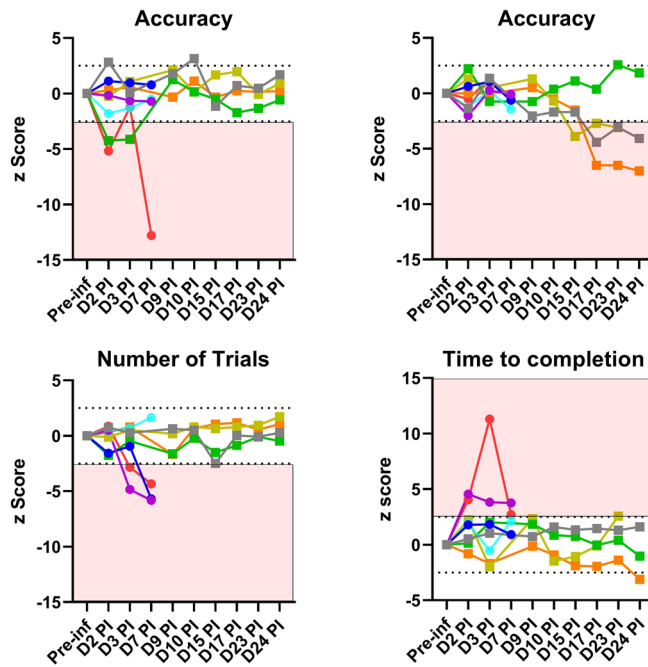 Accuracy
5
0
-5
-10
-15
z Score
Pre-inf
D2 PI
D3 PI
D7 PI
D9 PI
D10 PI
D15 PI
D17 PI
D23 PI
D24 PI
Accuracy
5
0
-5
-10
-15
z Score
Pre-inf
D2 PI
D3 PI
D7 PI
D9 PI
D10 PI
D15 PI
D17 PI
D23 PI
D24 PI
Number of Trials
5
0
-5
-10
-15
z Score
Pre-inf
D2 PI
D3 PI
D7 PI
D9 PI
D10 PI
D15 PI
D17 PI
D23 PI
D24 PI
Time to completion
15
10
5
0
-5
z score
Pre-inf
D2 PI
D3 PI
D7 PI
D9 PI
D10 PI
D15 PI
D17 PI
D23 PI
D24 PI